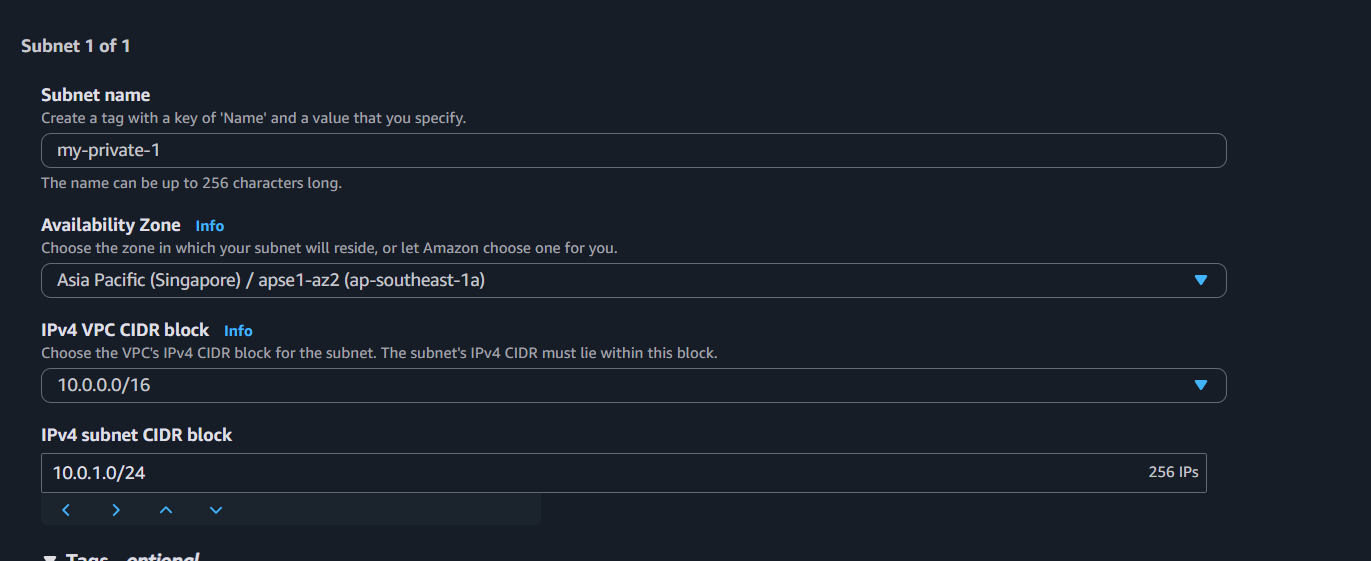 Subnet 1 of 1
Subnet name
Create a tag with a key of 'Name' and a value that you specify.
my-private-1
The name can be up to 256 characters long.
Availability Zone Info
Choose the zone in which your subnet will reside, or let Amazon choose one for you.
Asia Pacific (Singapore) / apse1-az2 (ap-southeast-1a)
IPv4 VPC CIDR block Info
Choose the VPC's IPv4 CIDR block for the subnet. The subnet's IPv4 CIDR must lie within this block.
10.0.0.0/16
IPv4 subnet CIDR block
10.0.1.0/24 256 IPs
Tags - optional